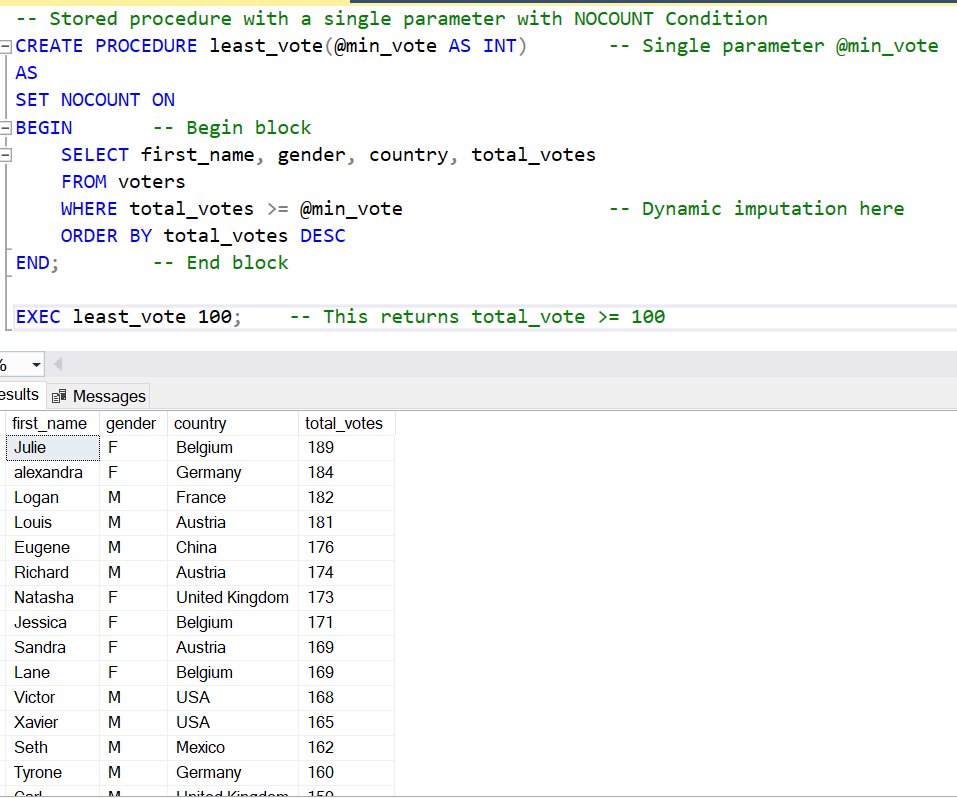 -- Stored procedure with a single parameter with NOCOUNT Condition
CREATE PROCEDURE least_vote(@min_vote AS INT) -- Single parameter @min_vote
AS
SET NOCOUNT ON
BEGIN -- Begin block
SELECT first_name, gender, country, total_votes
FROM voters
WHERE total_votes >= @min_vote -- Dynamic imputation here
ORDER BY total_votes DESC
END; -- End block
EXEC least_vote 100; -- This returns total_vote >= 100
%
esults Messages
first_name gender country total_votes
Julie F Belgium 189
alexandra F Germany 184
Logan M France 182
Louis M Austria 181
Eugene M China 176
Richard M Austria 174
Natasha F United Kingdom 173
Jessica F Belgium 171
Sandra F Austria 169
Lane F Belgium 169
Victor M USA 168
Xavier M USA 165
Seth M Mexico 162
Tyrone M Germany 160
M United Kingdom 159